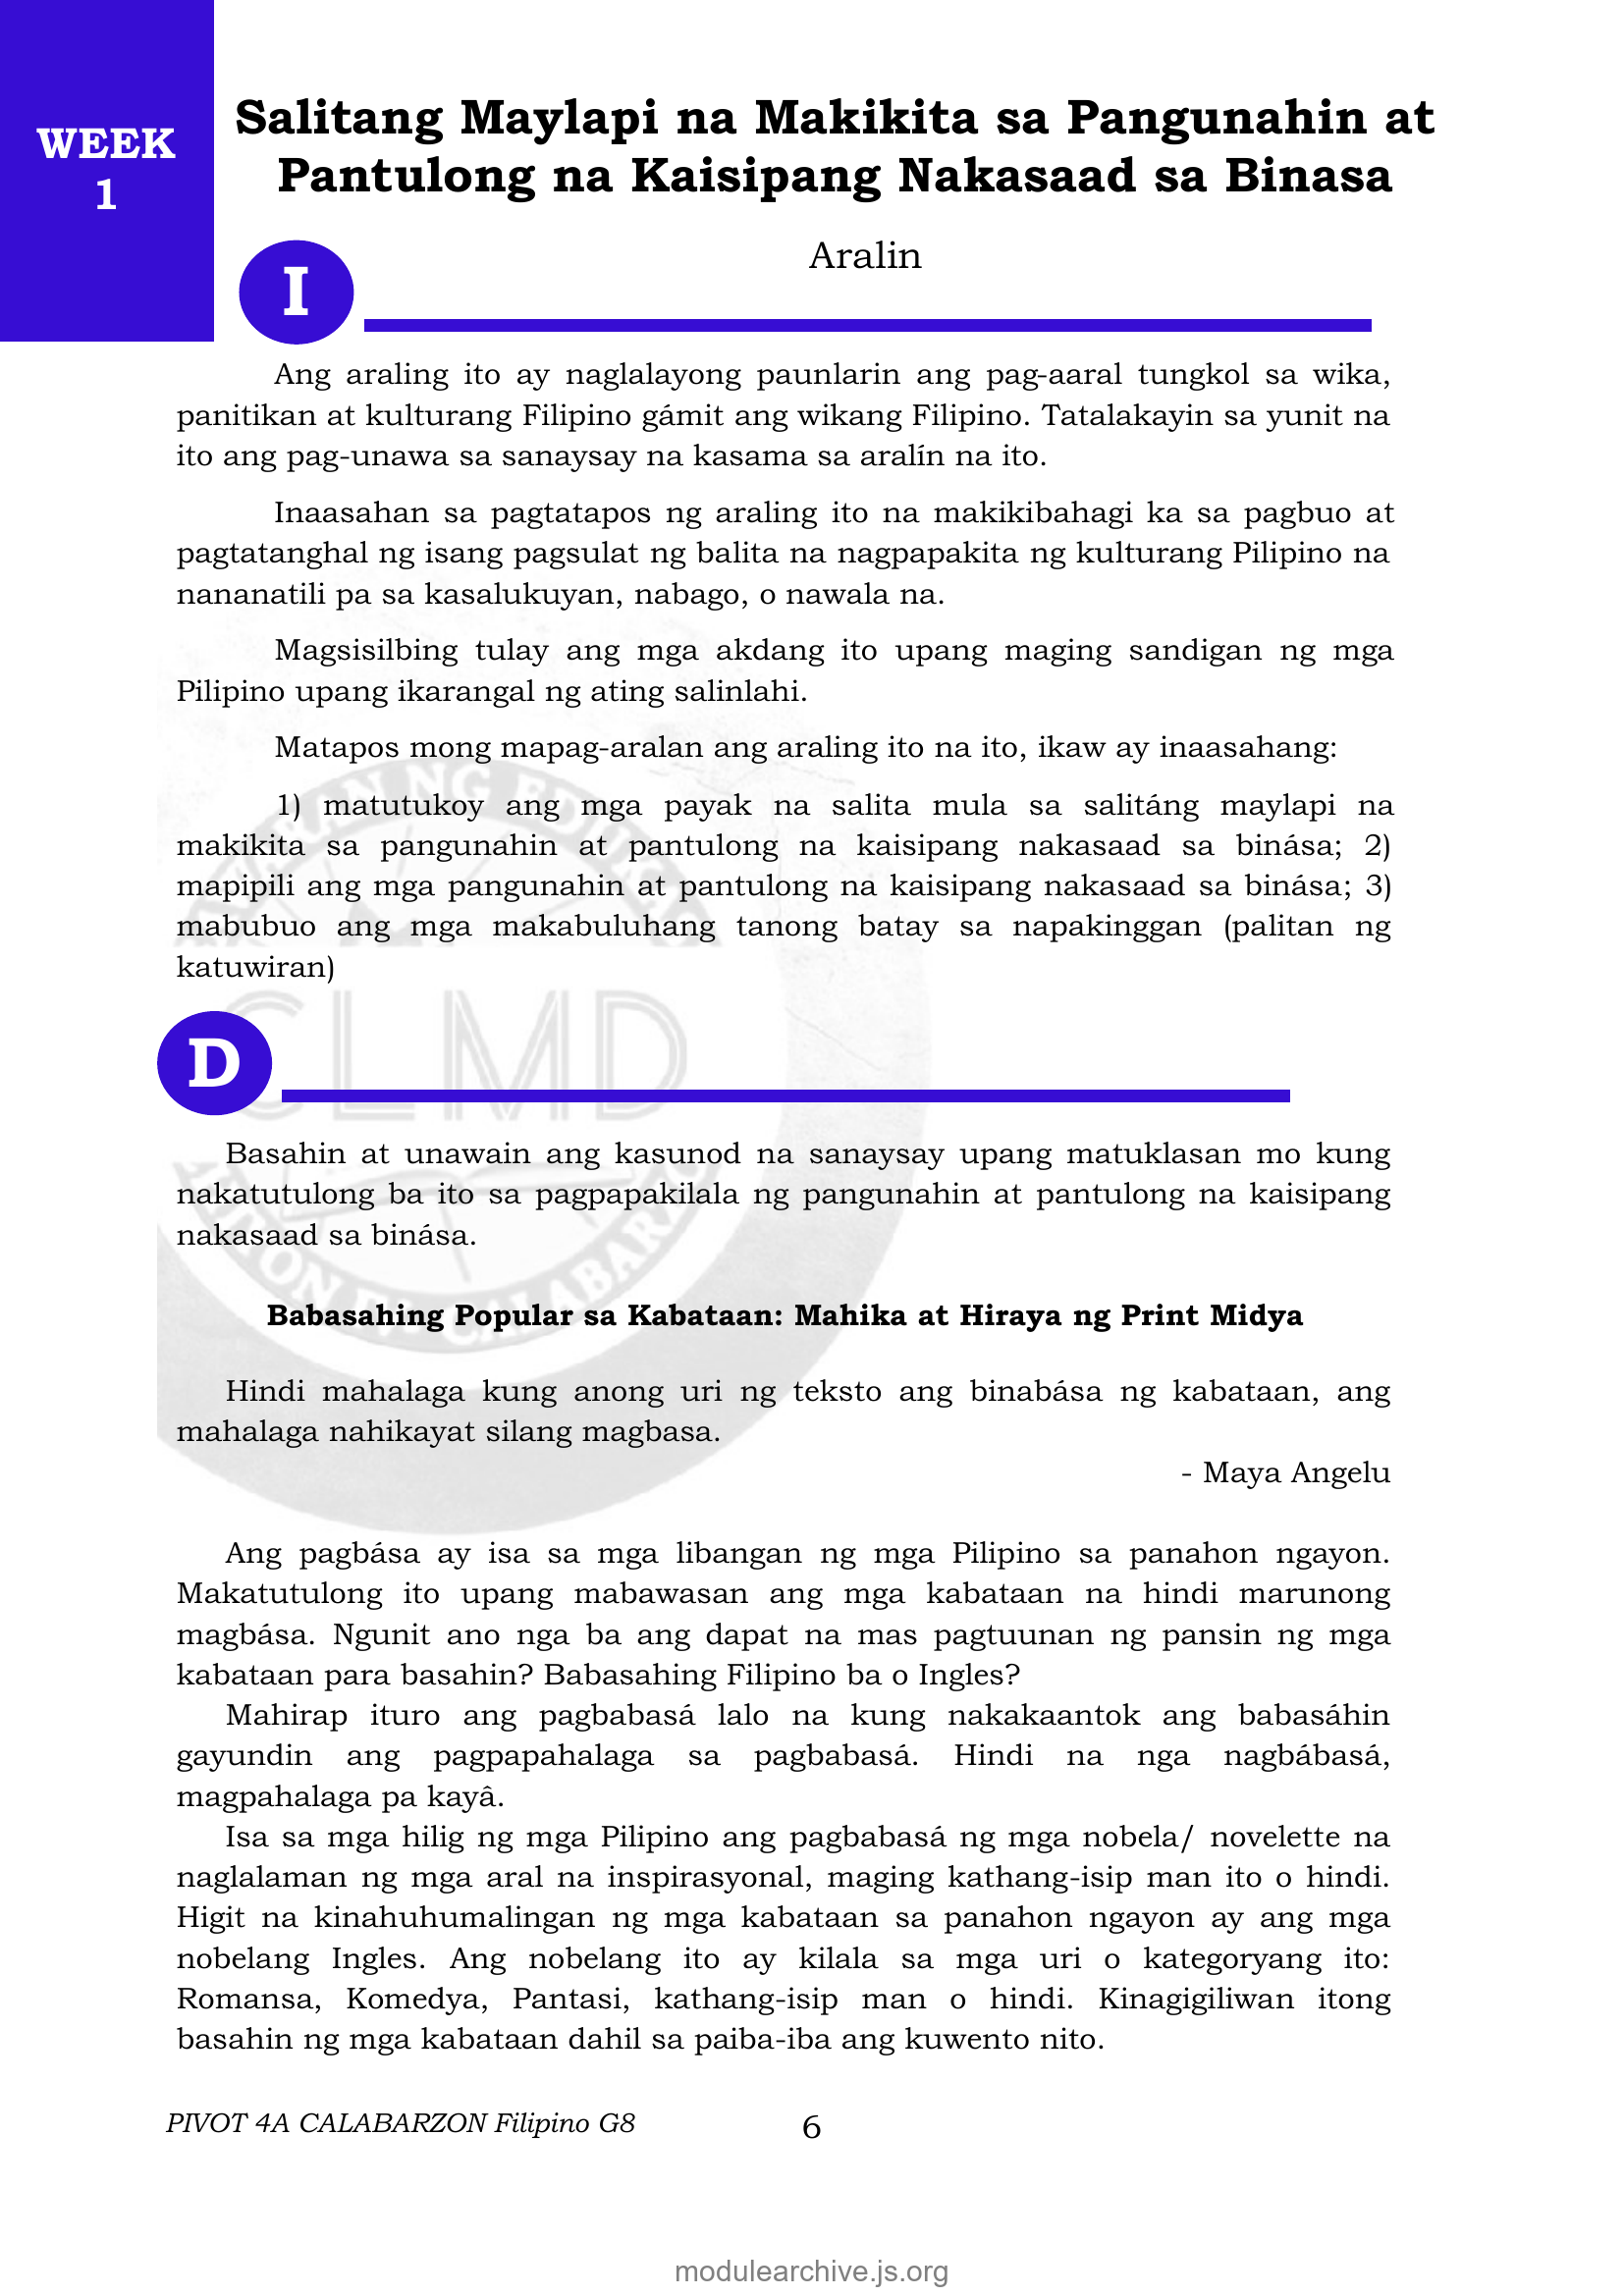 WEEK
1
Salitang Maylapi na Makikita sa Pangunahin at
Pantulong na Kaisipang Nakasaad sa Binasa
Aralin
I
Ang araling ito ay naglalayong paunlarin ang pag-aaral tungkol sa wika,
panitikan at kulturang Filipino gámit ang wikang Filipino. Tatalakayin sa yunit na
ito ang pag-unawa sa sanaysay na kasama sa aralín na ito.
Inaasahan sa pagtatapos ng araling ito na makikibahagi ka sa pagbuo at
pagtatanghal ng isang pagsulat ng balita na nagpapakita ng kulturang Pilipino na
nananatili pa sa kasalukuyan, nabago, o nawala na.
Magsisilbing tulay ang mga akdang ito upang maging sandigan ng mga
Pilipino upang ikarangal ng ating salinlahi.
Matapos mong mapag-aralan ang araling ito na ito, ikaw ay inaasahang:
1) matutukoy ang mga payak na salita mula sa salitáng maylapi na
makikita sa pangunahin at pantulong na kaisipang nakasaad sa binása; 2)
mapipili ang mga pangunahin at pantulong na kaisipang nakasaad sa binása; 3)
mabubuo ang mga makabuluhang tanong batay sa napakinggan (palitan ng
katuwiran)
CLMD
D
Basahin at unawain ang kasunod na sanaysay upang matuklasan mo kung
nakatutulong ba ito sa pagpapakilala ng pangunahin at pantulong na kaisipang
nakasaad sa binása.
Babasahing Popular sa Kabataan: Mahika at Hiraya ng Print Midya
Hindi mahalaga kung anong uri ng teksto ang binabása ng kabataan, ang
mahalaga nahikayat silang magbasa.
- Maya Angelu
Ang pagbása ay isa sa mga libangan ng mga Pilipino sa panahon ngayon.
Makatutulong ito upang mabawasan ang mga kabataan na hindi marunong
magbása. Ngunit ano nga ba ang dapat na mas pagtuunan ng pansin ng mga
kabataan para basahin? Babasahing Filipino ba o Ingles?
Mahirap ituro ang pagbabasá lalo na kung nakakaantok ang babasáhin
gayundin ang pagpapahalaga sa pagbabasá. Hindi na nga nagbábasá,
magpahalaga pa kayâ.
Isa sa mga hilig ng mga Pilipino ang pagbabasá ng mga nobela/ novelette na
naglalaman ng mga aral na inspirasyonal, maging kathang-isip man ito o hindi.
Higit na kinahuhumalingan ng mga kabataan sa panahon ngayon ay ang mga
nobelang Ingles. Ang nobelang ito ay kilala sa mga uri o kategoryang ito:
Romansa, Komedya, Pantasi, kathang-isip man o hindi. Kinagigiliwan itong
basahin ng mga kabataan dahil sa paiba-iba ang kuwento nito.
PIVOT 4A CALABARZON Filipino G8
6
modulearchive.js.org